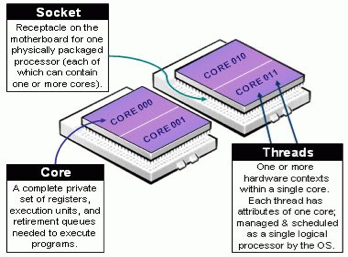 Socket
Receptacle on the
motherboard for one
physically packaged
processor (each of
which can contain
one or more cores).
CORE 010
CORE 011
CORE 000
CORE 001
Core
A complete private
set of registers,
execution units, and
retirement queues
needed to execute
programs.
Threads
One or more
hardware contexts
within a single core.
Each thread has
attributes of one core;
managed & scheduled
as a single logical
processor by the OS.